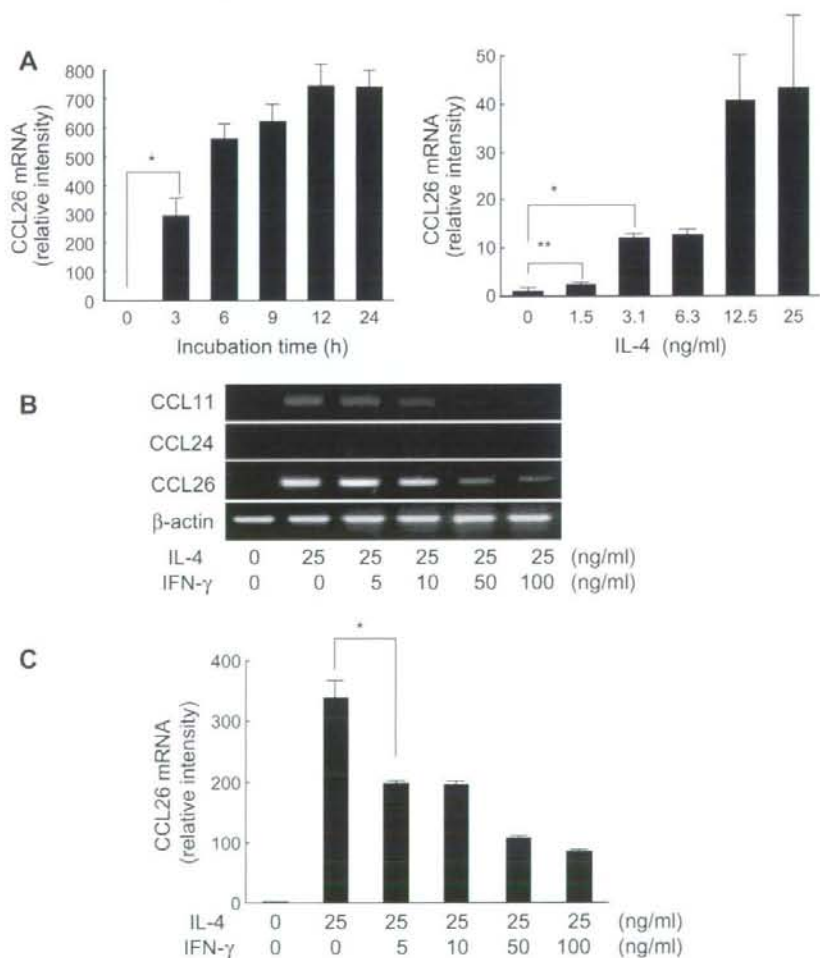 A
CCL26 mRNA
(relative intensity)
800
700
600
500
400
300
200
100
0
*
0 3 6 9 12 24
Incubation time (h)
CCL26 mRNA
(relative intensity)
50
40
30
20
10
0
*
**
0 1.5 3.1 6.3 12.5 25
IL-4 (ng/ml)
B
CCL11
CCL24
CCL26
β-actin
IL-4 0 25 25 25 25 25 (ng/ml)
IFN-γ 0 0 5 10 50 100 (ng/ml)
C
CCL26 mRNA
(relative intensity)
400
300
200
100
0
*
IL-4 0 25 25 25 25 25 (ng/ml)
IFN-γ 0 0 5 10 50 100 (ng/ml)